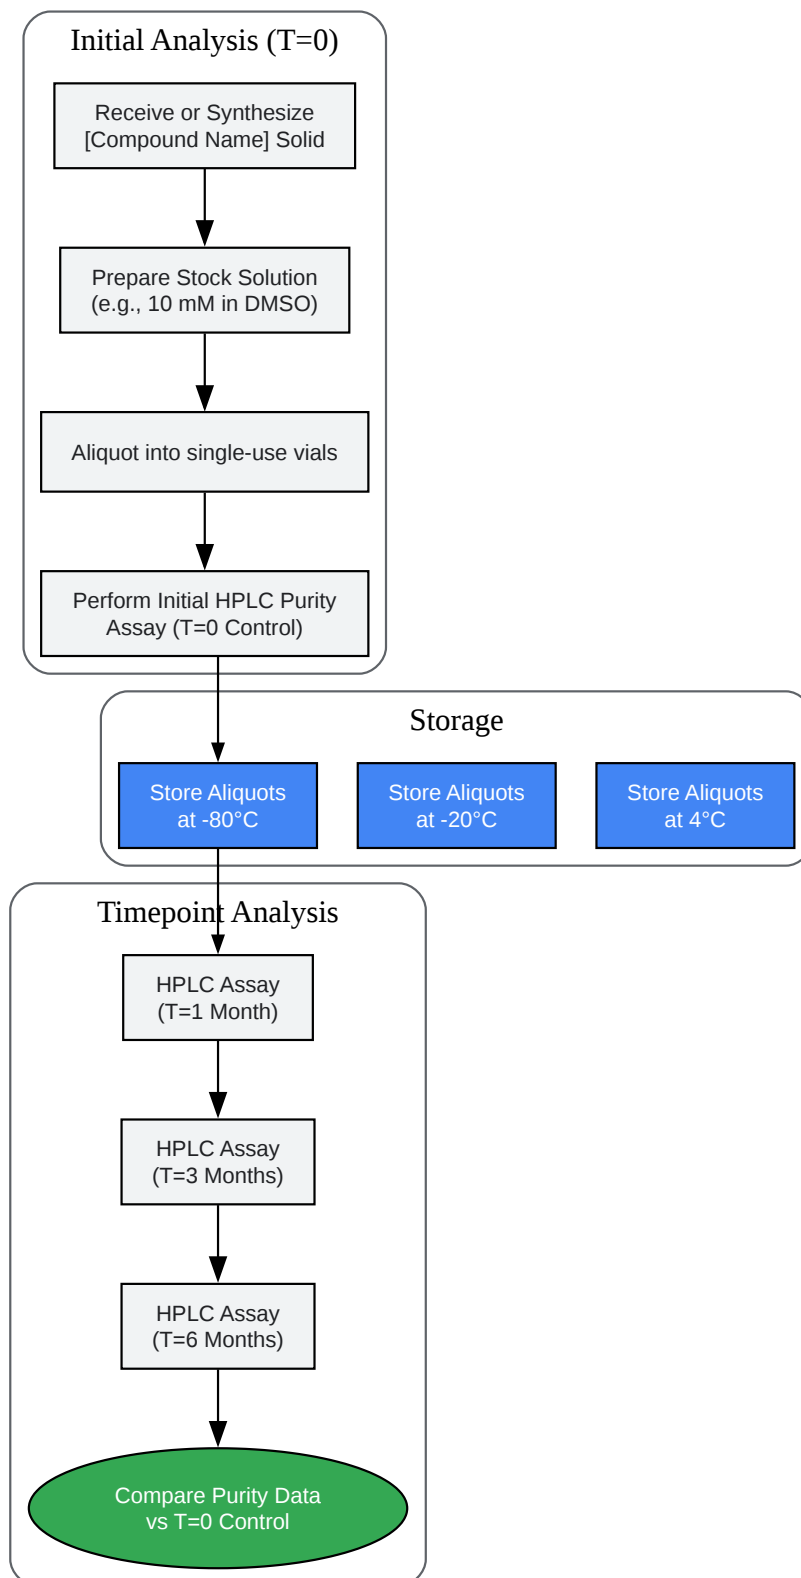 Initial Analysis (T=0)
Receive or Synthesize
[Compound Name] Solid
Prepare Stock Solution
(e.g., 10 mM in DMSO)
Aliquot into single-use vials
Perform Initial HPLC Purity
Assay (T=0 Control)
Storage
Store Aliquots
at -80°C
Store Aliquots
at -20°C
Store Aliquots
at 4°C
Timepoint Analysis
HPLC Assay
(T=1 Month)
HPLC Assay
(T=3 Months)
HPLC Assay
(T=6 Months)
Compare Purity Data
vs T=0 Control